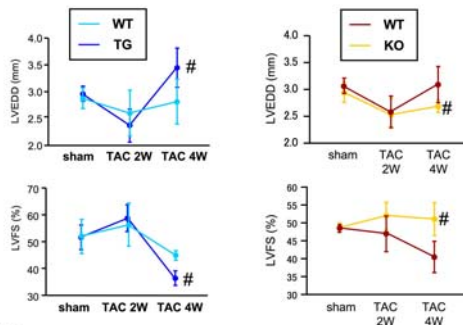 WT
TG
LVEDD (mm)
4.0
3.5
3.0
2.5
2.0
#
sham TAC 2W TAC 4W
WT
KO
LVEDD (mm)
4.0
3.5
3.0
2.5
2.0
#
sham TAC 2W TAC 4W
LVFS (%)
70
60
50
40
30
#
sham TAC 2W TAC 4W
LVFS (%)
60
55
50
45
40
35
30
#
sham TAC 2W TAC 4W